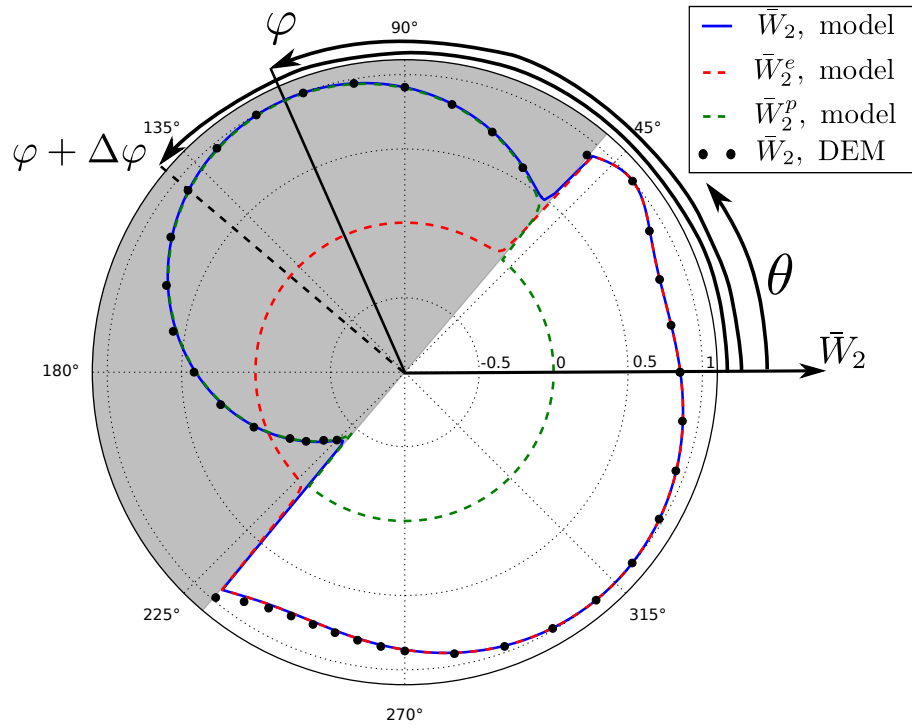 φ
90°
W̄₂, model
W̄₂ᵉ, model
W̄₂ᵖ, model
W̄₂, DEM
135°
45°
φ + Δφ
θ
W̄₂
180°
-0.5
0
0.5
1
225°
315°
270°